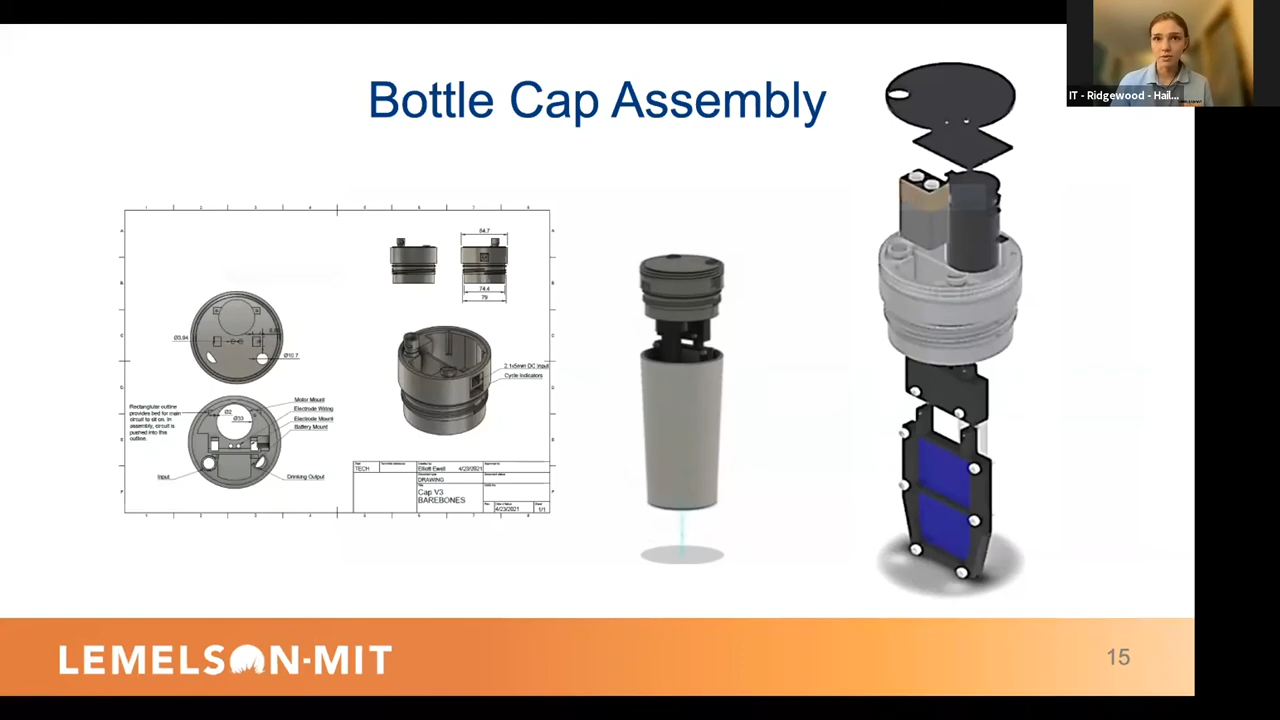 Bottle Cap Assembly
IT - Ridgewood - Hail...
84.7
74.4
79
Ø3.94
Ø10.7
2.1x5mm DC Input
Cycle Indicators
Rectangular outline
provides bed for main
circuit to sit on. In
assembly, circuit is
pushed into this
outline.
Ø2
Ø33
Motor Mount
Electrode Wiring
Electrode Mount
Battery Mount
Input
Drinking Output
TECH
Elliott Ewell
4/23/2021
DRAWING
Cap V3
BAREBONES
4/23/2021
1/1
LEMELSON-MIT
15